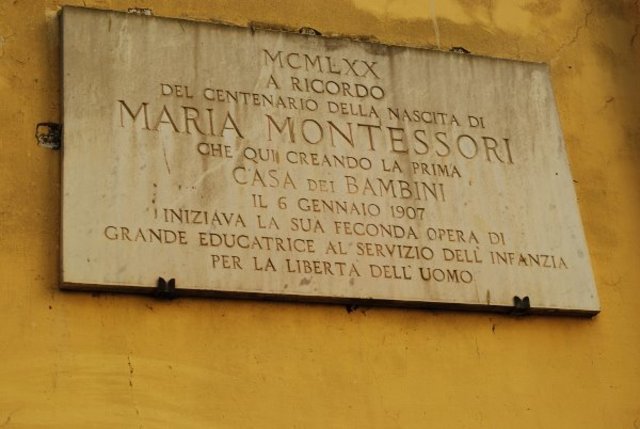 MCMLXX
A RICORDO
DEL CENTENARIO DELLA NASCITA DI
MARIA MONTESSORI
CHE QUI CREANDO LA PRIMA
CASA DEI BAMBINI
IL 6 GENNAIO 1907
INIZIAVA LA SUA FECONDA OPERA DI
GRANDE EDUCATRICE AL SERVIZIO DELL'INFANZIA
PER LA LIBERTA DELL'UOMO